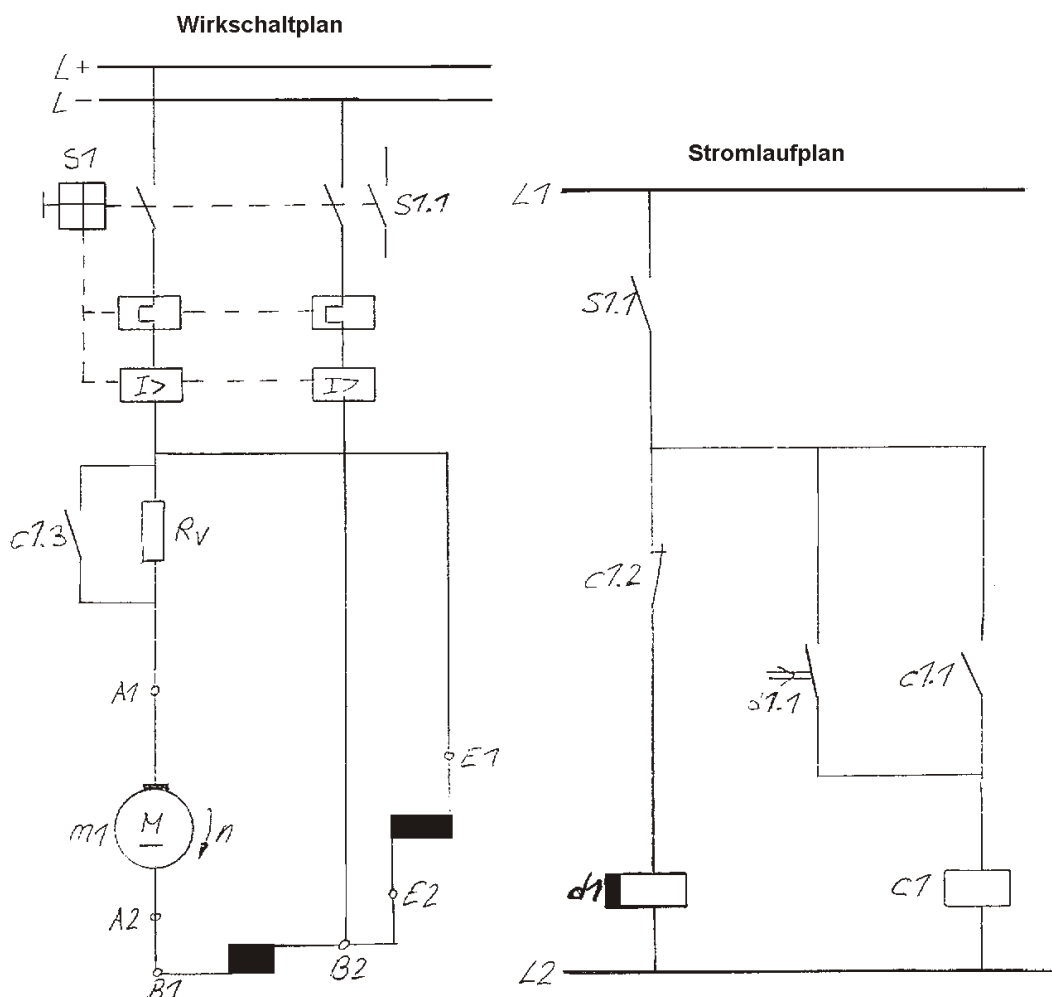 Wirkschaltplan
L+
L-
S1
S1.1
I>
I>
c1.3
Rv
A1
E1
m1
M
n
A2
E2
B1
B2
Stromlaufplan
L1
S1.1
c1.2
d1.1
c1.1
d1
C1
L2